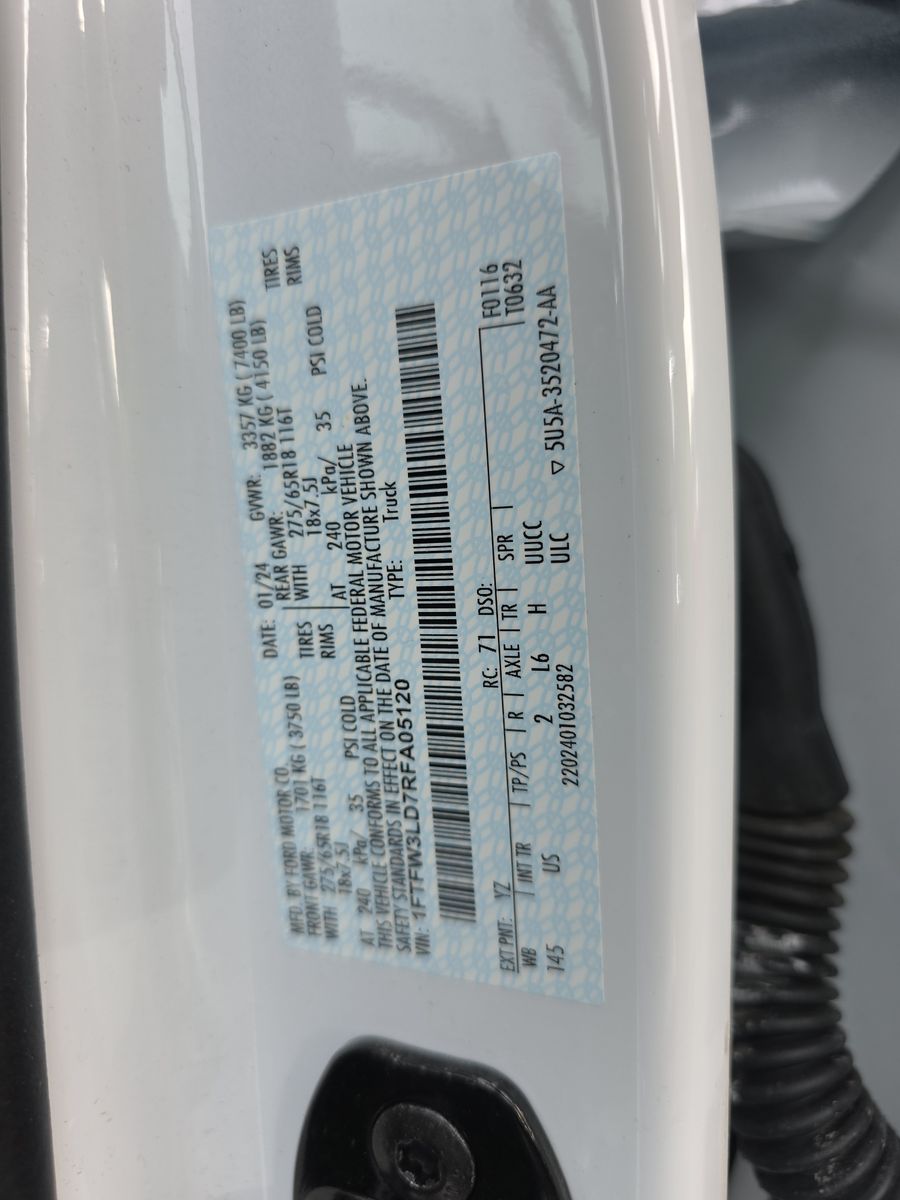 MFD. BY FORD MOTOR CO.
DATE: 01/24 GVWR: 3357 KG ( 7400 LB)
FRONT GAWR: 1701 KG ( 3750 LB) REAR GAWR: 1882 KG ( 4150 LB)
WITH 275/65R18 116T TIRES WITH 275/65R18 116T TIRES
18x7.5J RIMS 18x7.5J RIMS
AT 240 kPa/ 35 PSI COLD AT 240 kPa/ 35 PSI COLD
THIS VEHICLE CONFORMS TO ALL APPLICABLE FEDERAL MOTOR VEHICLE
SAFETY STANDARDS IN EFFECT ON THE DATE OF MANUFACTURE SHOWN ABOVE.
VIN: 1FTFW3LD7RFA05120 TYPE: Truck
EXT PNT: YZ RC: 71 DSO: F0116
WB INT TR TP/PS R AXLE TR SPR T0632
145 US 2 L6 H UUCC
2202401032582 ULC ▽ 5U5A-3520472-AA